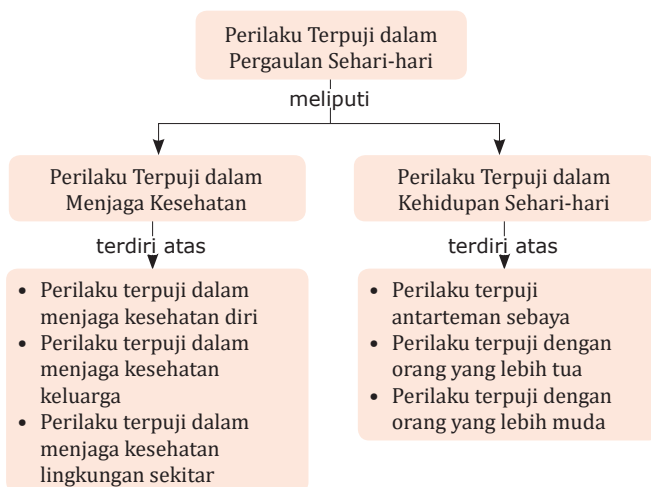 Perilaku Terpuji dalam
Pergaulan Sehari-hari
meliputi
Perilaku Terpuji dalam
Menjaga Kesehatan
terdiri atas
• Perilaku terpuji dalam
menjaga kesehatan diri
• Perilaku terpuji dalam
menjaga kesehatan
keluarga
• Perilaku terpuji dalam
menjaga kesehatan
lingkungan sekitar
Perilaku Terpuji dalam
Kehidupan Sehari-hari
terdiri atas
• Perilaku terpuji
antarteman sebaya
• Perilaku terpuji dengan
orang yang lebih tua
• Perilaku terpuji dengan
orang yang lebih muda